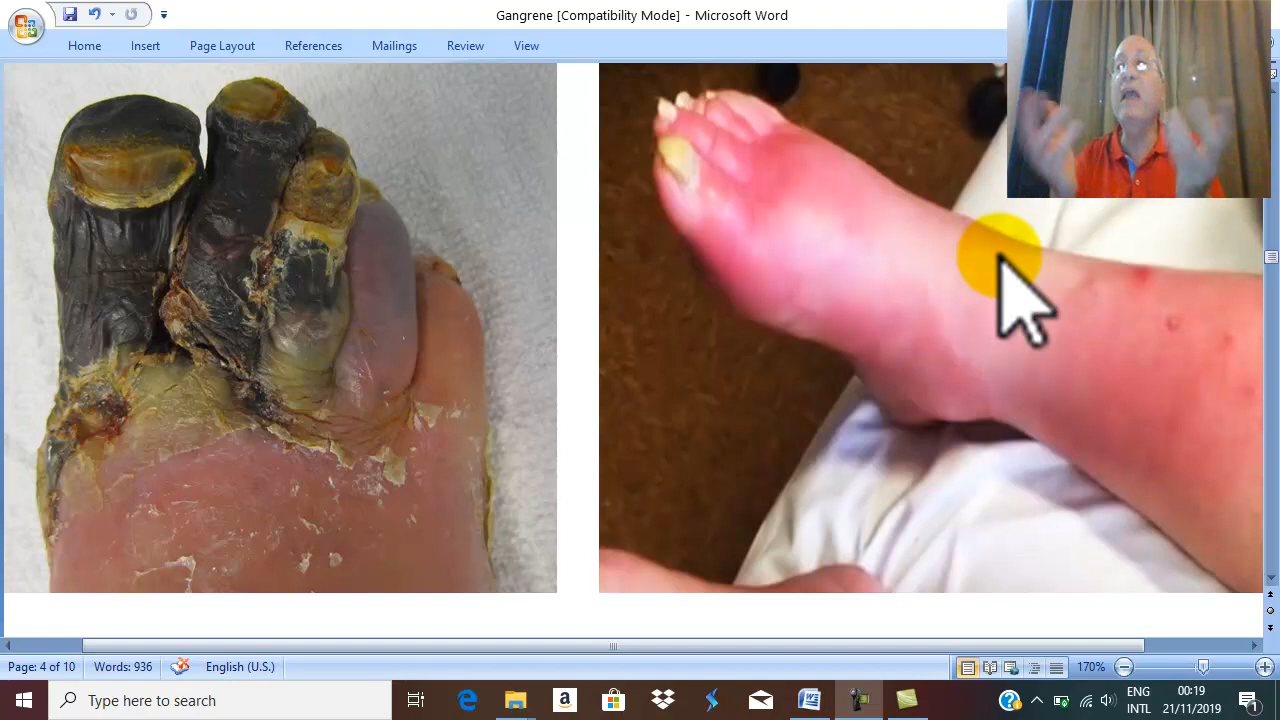 Gangrene [Compatibility Mode] - Microsoft Word
Home Insert Page Layout References Mailings Review View
Page: 4 of 10 Words: 936 English (U.S.) 170%
Type here to search
ENG 00:19
INTL 21/11/2019